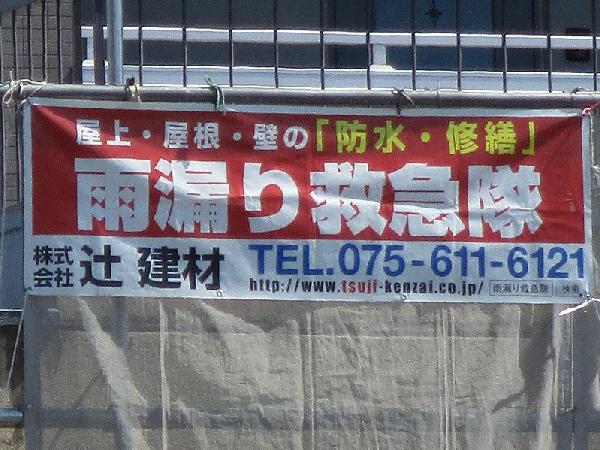 屋上・屋根・壁の「防水・修繕」
雨漏り救急隊
株式会社 辻 建材 TEL.075-611-6121
http://www.tsuji-kenzai.co.jp/ 雨漏り救急隊 検索